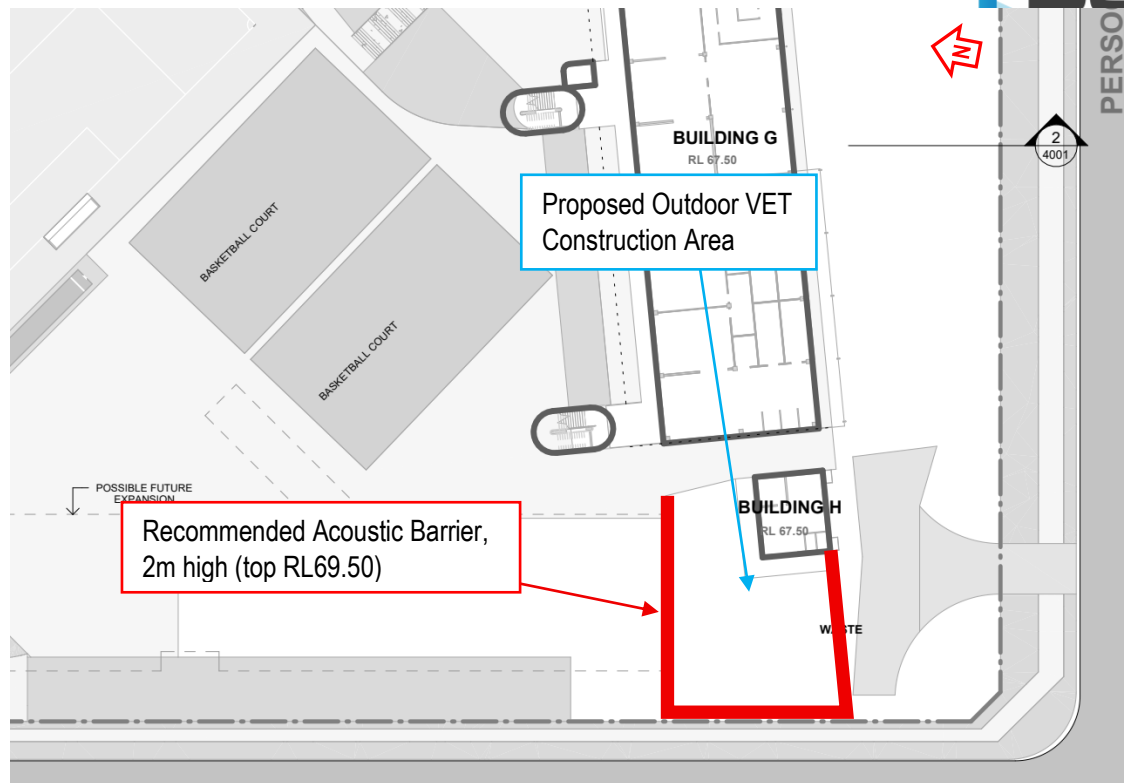 N
PERSO
2
4001
BUILDING G
RL 67.50
Proposed Outdoor VET
Construction Area
BASKETBALL COURT
BASKETBALL COURT
POSSIBLE FUTURE
EXPANSION
Recommended Acoustic Barrier,
2m high (top RL69.50)
BUILDING H
RL 67.50
WASTE